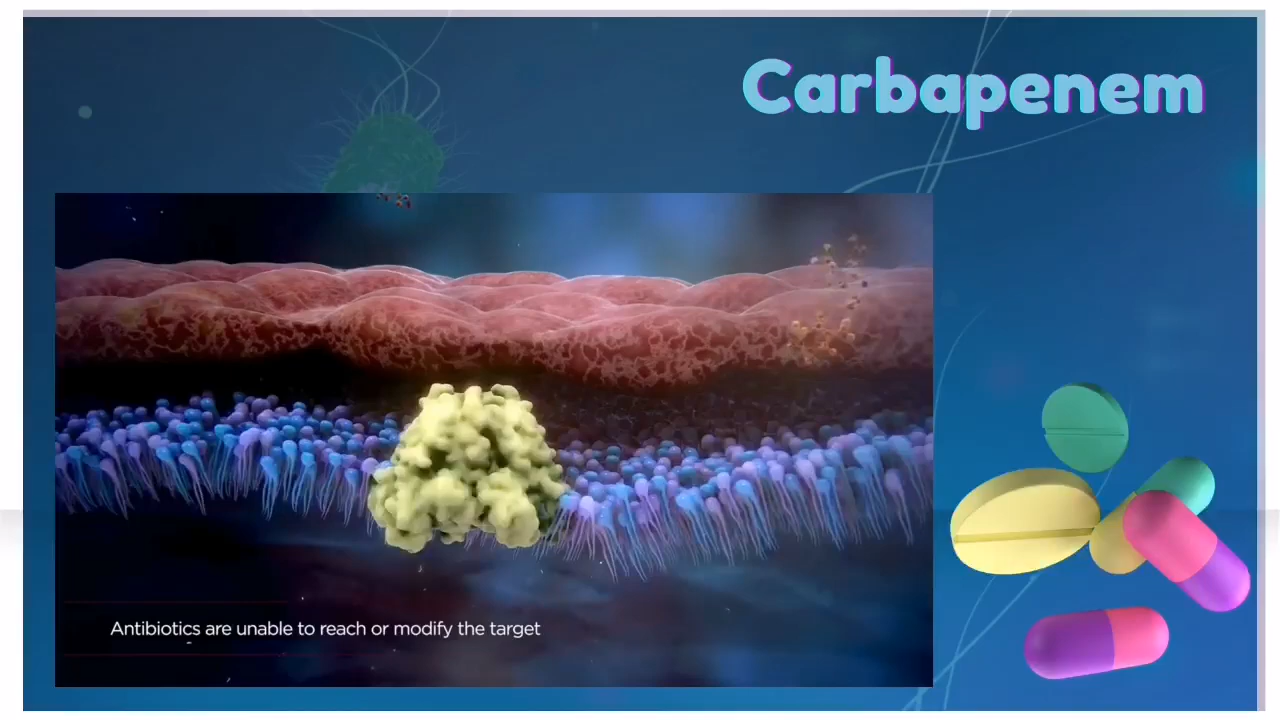 Carbapenem
Antibiotics are unable to reach or modify the target